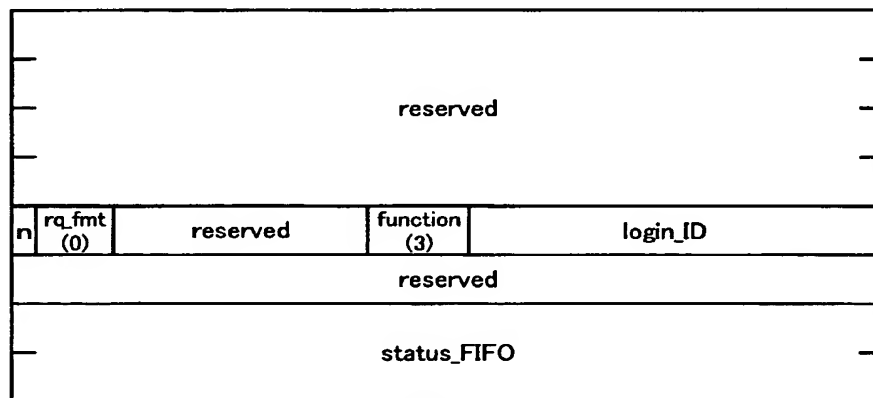 reserved
n rq_fmt reserved function login_ID
(0) (3)
reserved
status_FIFO